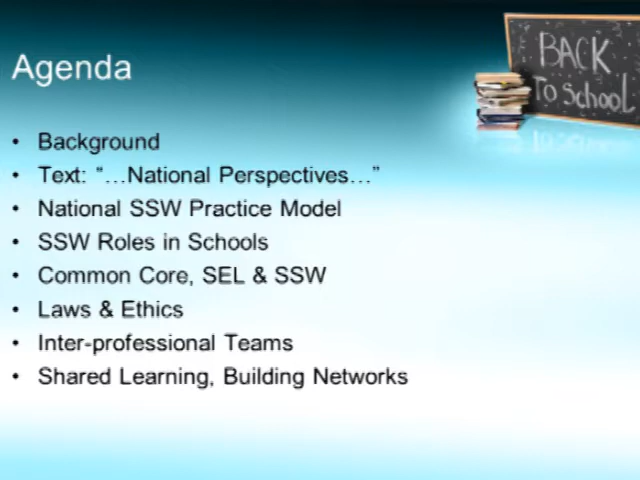 BACK
To School
Agenda
• Background
• Text: “…National Perspectives…”
• National SSW Practice Model
• SSW Roles in Schools
• Common Core, SEL & SSW
• Laws & Ethics
• Inter-professional Teams
• Shared Learning, Building Networks